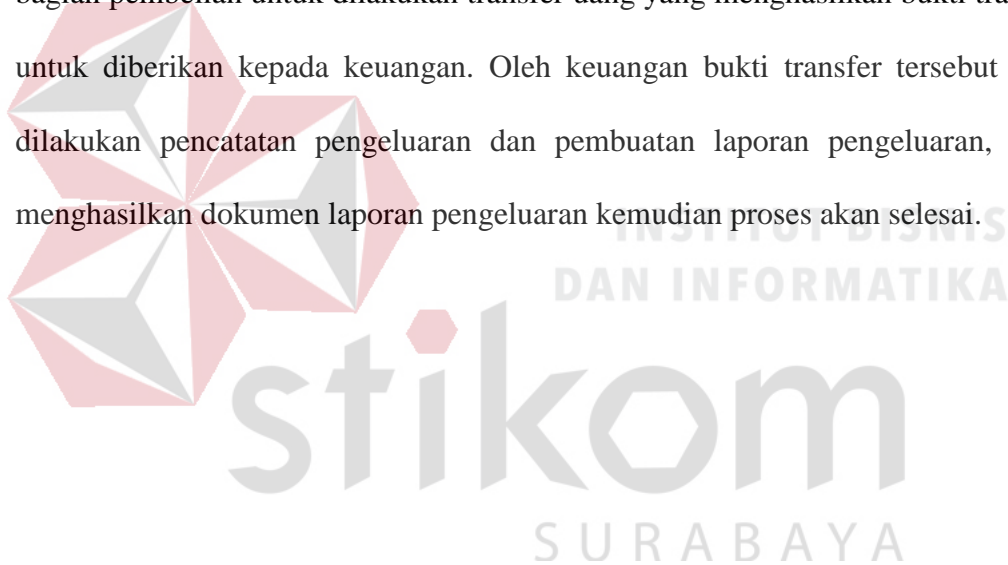 bagian pembelian untuk dilakukan transfer uang yang menghasilkan bukti
untuk diberikan kepada keuangan. Oleh keuangan bukti transfer tersebut
dilakukan pencatatan pengeluaran dan pembuatan laporan pengeluaran,
menghasilkan dokumen laporan pengeluaran kemudian proses akan selesai.
INSTITUT BISNIS
DAN INFORMATIKA
stikom
SURABAYA